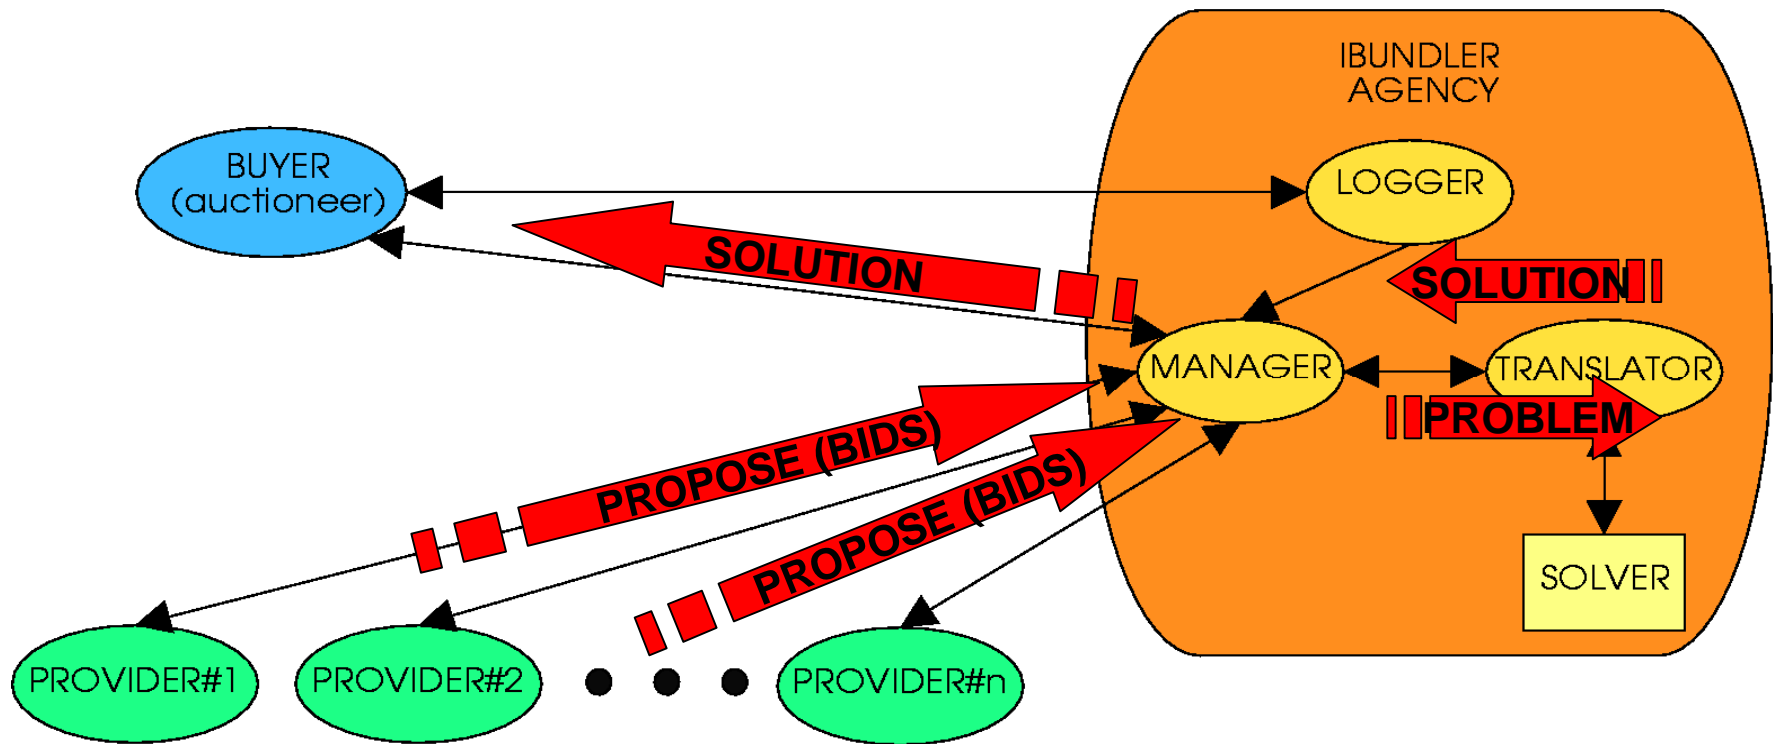 IBUNDLER
AGENCY
BUYER
(auctioneer)
LOGGER
SOLUTION
SOLUTION
MANAGER
TRANSLATOR
PROBLEM
PROPOSE (BIDS)
PROPOSE (BIDS)
SOLVER
PROVIDER#1
PROVIDER#2
PROVIDER#n